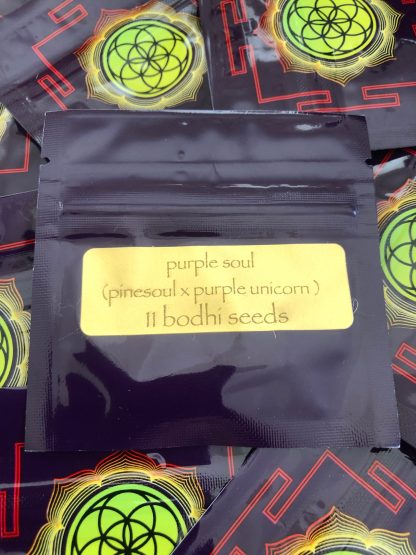 purple soul
(pinesoul x purple unicorn )
11 bodhi seeds